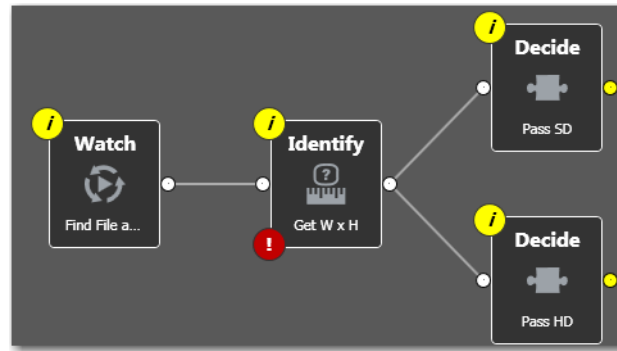 i
Watch
Find File a...
i
Identify
?
Get W x H
!
i
Decide
Pass SD
i
Decide
Pass HD